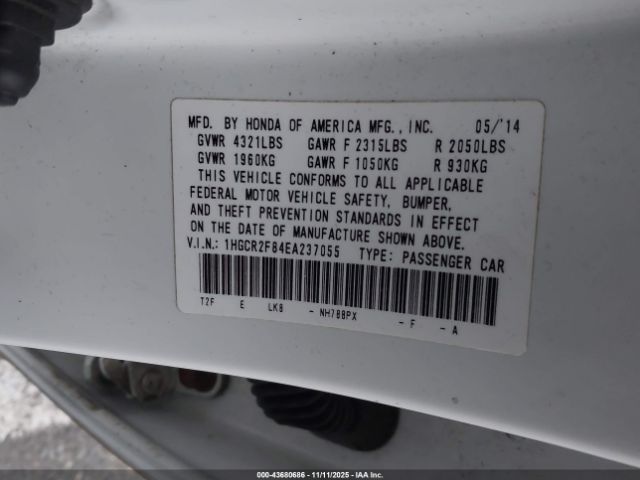 MFD. BY HONDA OF AMERICA MFG., INC. 05/'14
GVWR 4321LBS GAWR F 2315LBS R 2050LBS
GVWR 1960KG GAWR F 1050KG R 930KG
THIS VEHICLE CONFORMS TO ALL APPLICABLE
FEDERAL MOTOR VEHICLE SAFETY, BUMPER,
AND THEFT PREVENTION STANDARDS IN EFFECT
ON THE DATE OF MANUFACTURE SHOWN ABOVE.
V.I.N.: 1HGCR2F84EA237055 TYPE: PASSENGER CAR
T2F E LKB - NH788PX - F - A
000-43680686 - 11/11/2025 - IAA Inc.